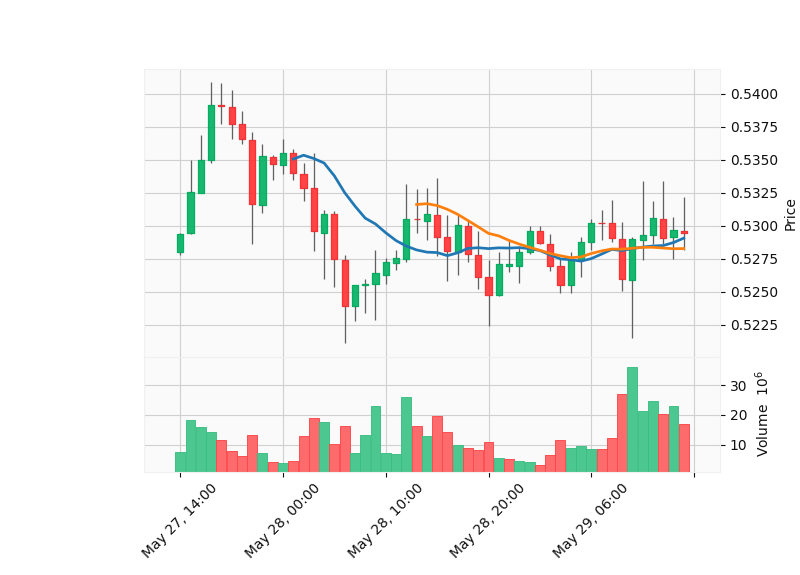 0.5400
0.5375
0.5350
0.5325
0.5300
0.5275
0.5250
0.5225
Price
30
20
10
Volume 10^6
May 27, 14:00
May 28, 00:00
May 28, 10:00
May 28, 20:00
May 29, 06:00